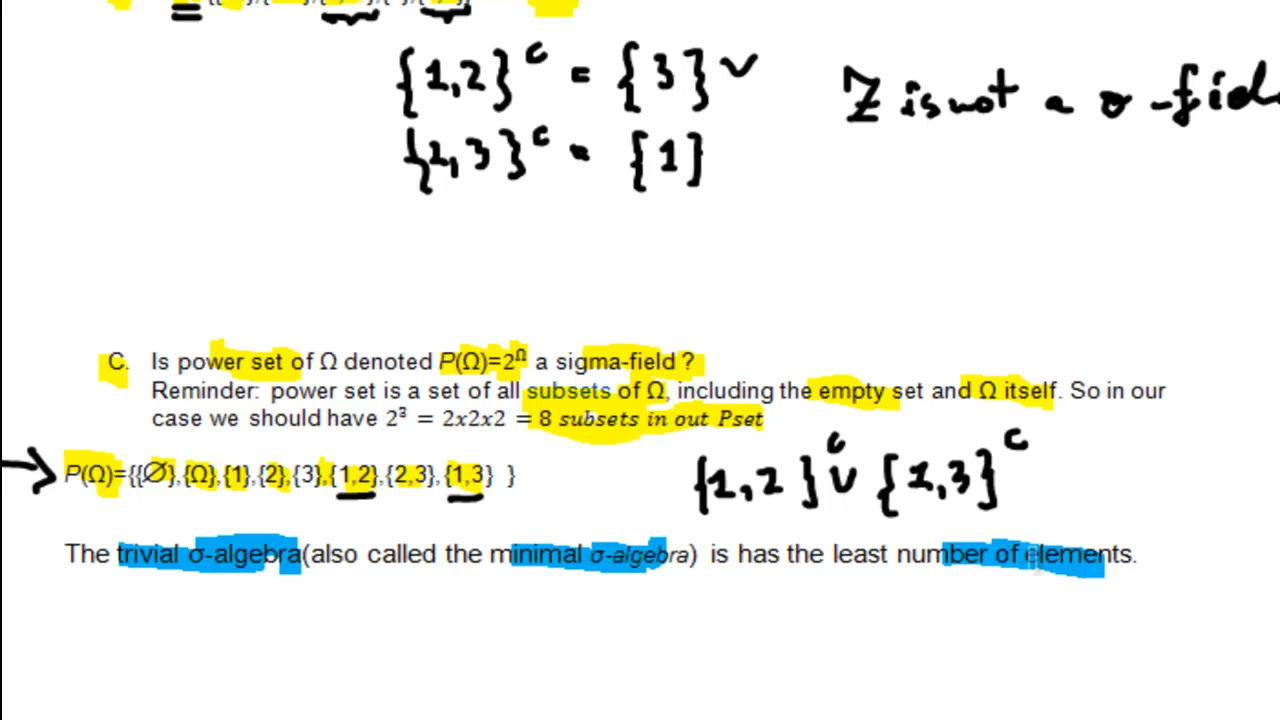 {1,2}ᶜ = {3} ✓
Z is not a σ-field
{2,3}ᶜ = {1}
C. Is power set of Ω denoted P(Ω)=2^Ω a sigma-field ?
Reminder: power set is a set of all subsets of Ω, including the empty set and Ω itself. So in our
case we should have 2³ = 2x2x2 = 8 subsets in out Pset
P(Ω)={{∅},{Ω},{1},{2},{3},{1,2},{2,3},{1,3} }
{1,2}ᶜ ∪ {1,3}ᶜ
The trivial σ-algebra(also called the minimal σ-algebra) is has the least number of elements.